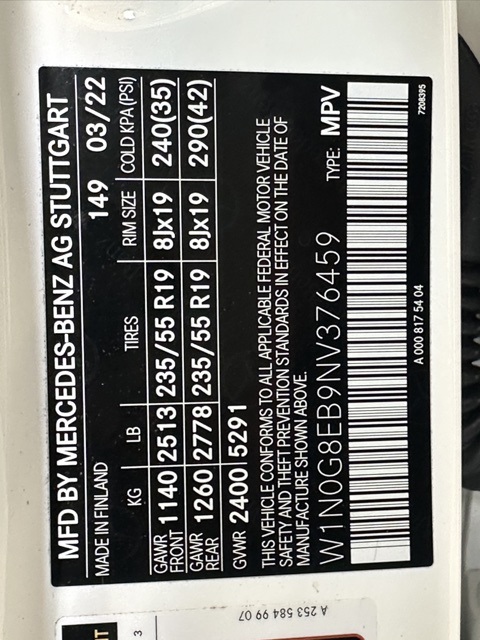 MFD BY MERCEDES-BENZ AG STUTTGART
MADE IN FINLAND 149 03/22
KG LB TIRES RIM SIZE COLD KPA (PSI)
GAWR FRONT 1140 2513 235/55 R19 8Jx19 240(35)
GAWR REAR 1260 2778 235/55 R19 8Jx19 290(42)
GVWR 2400 5291
THIS VEHICLE CONFORMS TO ALL APPLICABLE FEDERAL MOTOR VEHICLE
SAFETY AND THEFT PREVENTION STANDARDS IN EFFECT ON THE DATE OF
MANUFACTURE SHOWN ABOVE.
W1N0G8EB9NV376459 TYPE: MPV
A 000 817 54 04
7208395
A 253 584 99 07
3